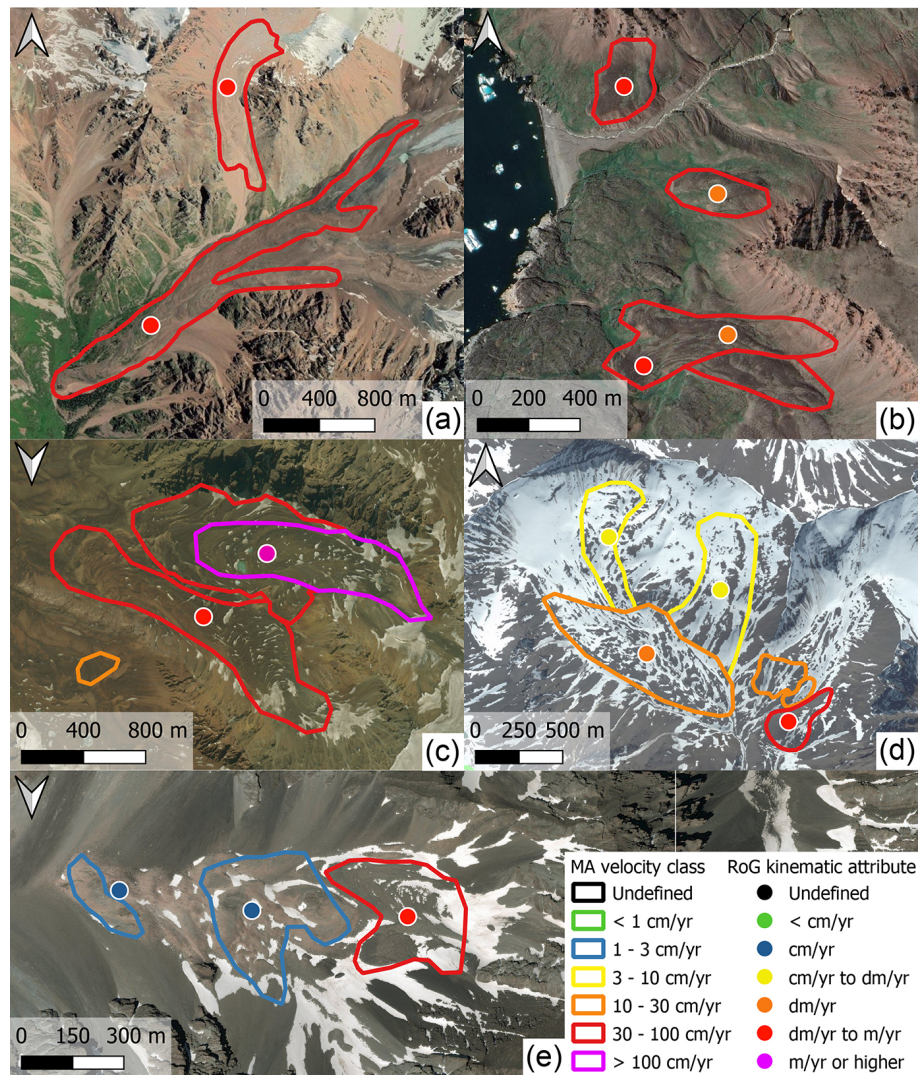 0 400 800 m
(a)
0 200 400 m
(b)
0 400 800 m
(c)
0 250 500 m
(d)
0 150 300 m
(e)
MA velocity class RoG kinematic attribute
Undefined Undefined
< 1 cm/yr < cm/yr
1 - 3 cm/yr cm/yr
3 - 10 cm/yr cm/yr to dm/yr
10 - 30 cm/yr dm/yr
30 - 100 cm/yr dm/yr to m/yr
> 100 cm/yr m/yr or higher